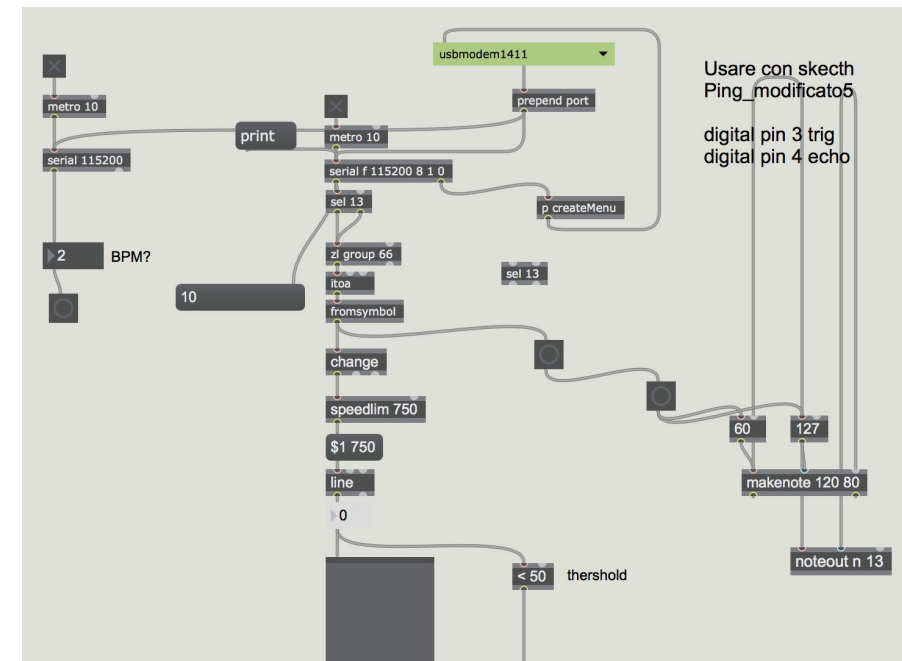 usbmodem1411
Usare con skecth
Ping_modificato5
digital pin 3 trig
digital pin 4 echo
metro 10
prepend port
print
metro 10
serial 115200
serial f 115200 8 1 0
sel 13
p createMenu
2
BPM?
zl group 66
sel 13
itoa
10
fromsymbol
change
speedlim 750
60
127
$1 750
line
makenote 120 80
0
noteout n 13
< 50
thershold